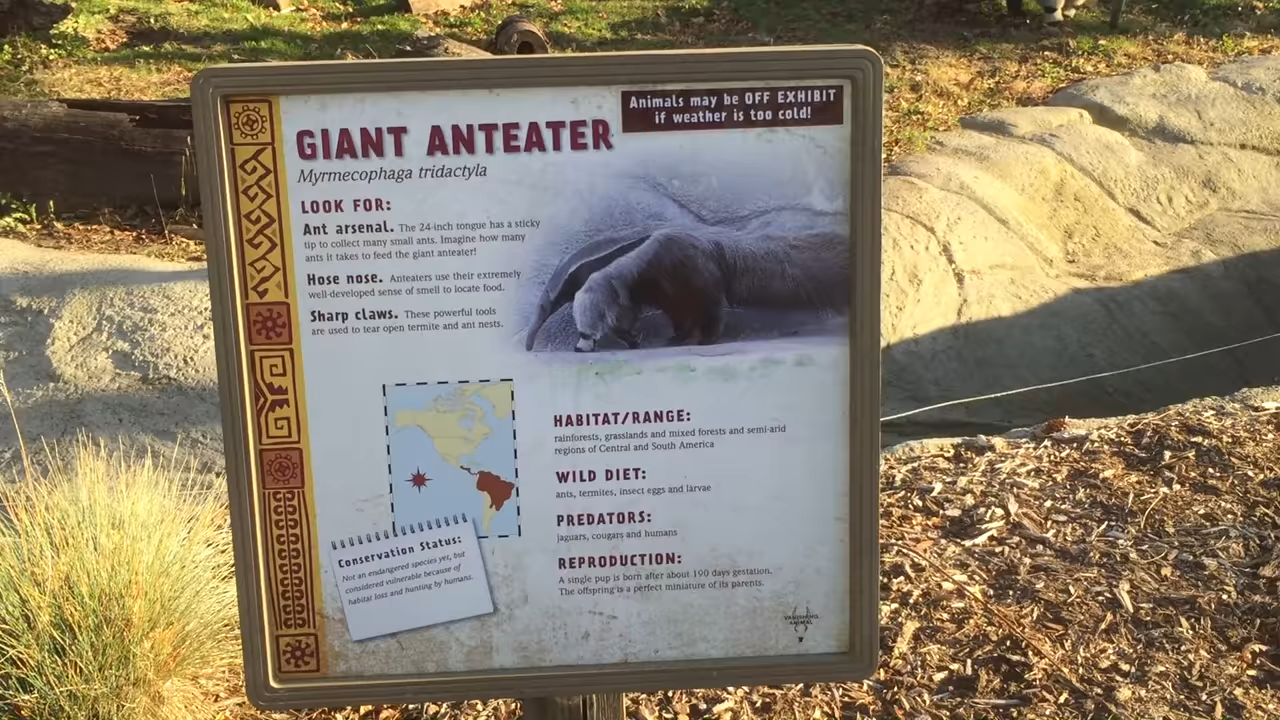 Animals may be OFF EXHIBIT
if weather is too cold!
GIANT ANTEATER
Myrmecophaga tridactyla
LOOK FOR:
Ant arsenal. The 24-inch tongue has a sticky
tip to collect many small ants. Imagine how many
ants it takes to feed the giant anteater!
Hose nose. Anteaters use their extremely
well-developed sense of smell to locate food.
Sharp claws. These powerful tools
are used to tear open termite and ant nests.
HABITAT/RANGE:
rainforests, grasslands and mixed forests and semi-arid
regions of Central and South America
WILD DIET:
ants, termites, insect eggs and larvae
PREDATORS:
jaguars, cougars and humans
REPRODUCTION:
A single pup is born after about 190 days gestation.
The offspring is a perfect miniature of its parents.
Conservation Status:
Not an endangered species yet, but
considered vulnerable because of
habitat loss and hunting by humans.
VANISHING
ANIMAL